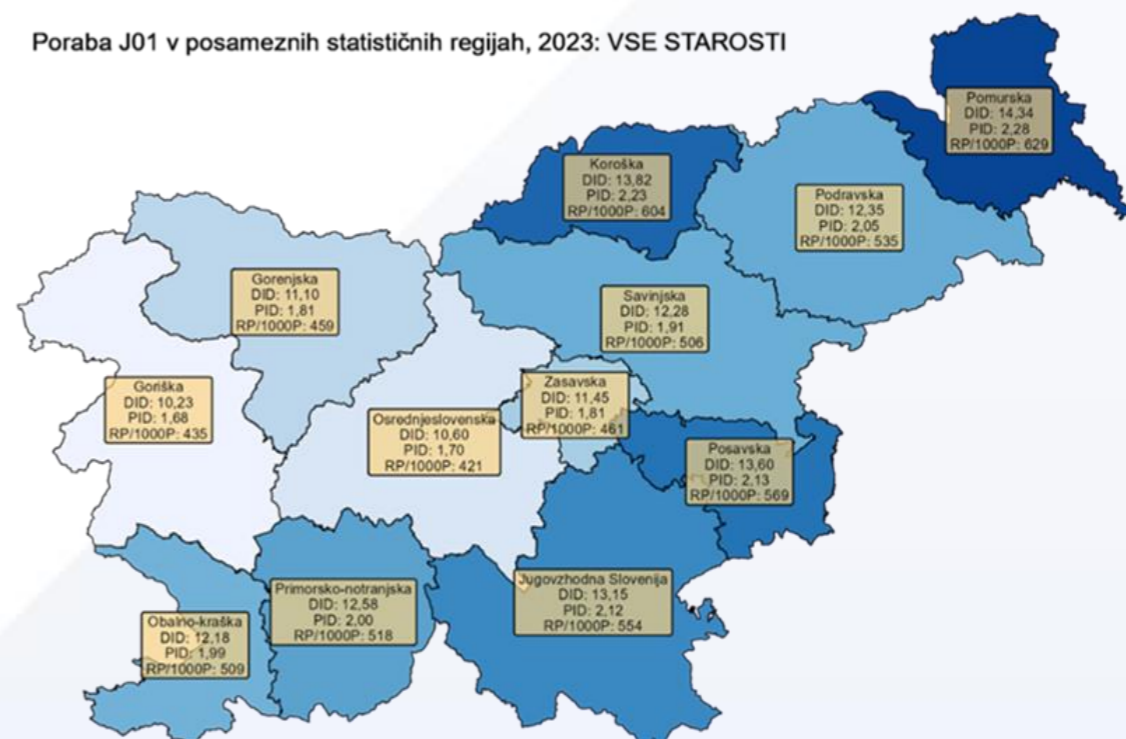 Poraba J01 v posameznih statističnih regijah, 2023: VSE STAROSTI
Pomurska
DID: 14,34
PID: 2,28
RP/1000P: 629
Koroška
DID: 13,82
PID: 2,23
RP/1000P: 604
Podravska
DID: 12,35
PID: 2,05
RP/1000P: 535
Gorenjska
DID: 11,10
PID: 1,81
RP/1000P: 459
Savinjska
DID: 12,28
PID: 1,91
RP/1000P: 506
Goriška
DID: 10,23
PID: 1,68
RP/1000P: 435
Zasavska
DID: 11,45
PID: 1,81
RP/1000P: 461
Osrednjeslovenska
DID: 10,60
PID: 1,70
RP/1000P: 421
Posavska
DID: 13,60
PID: 2,13
RP/1000P: 569
Jugovzhodna Slovenija
DID: 13,15
PID: 2,12
RP/1000P: 554
Primorsko-notranjska
DID: 12,58
PID: 2,00
RP/1000P: 518
Obalno-kraška
DID: 12,18
PID: 1,99
RP/1000P: 509